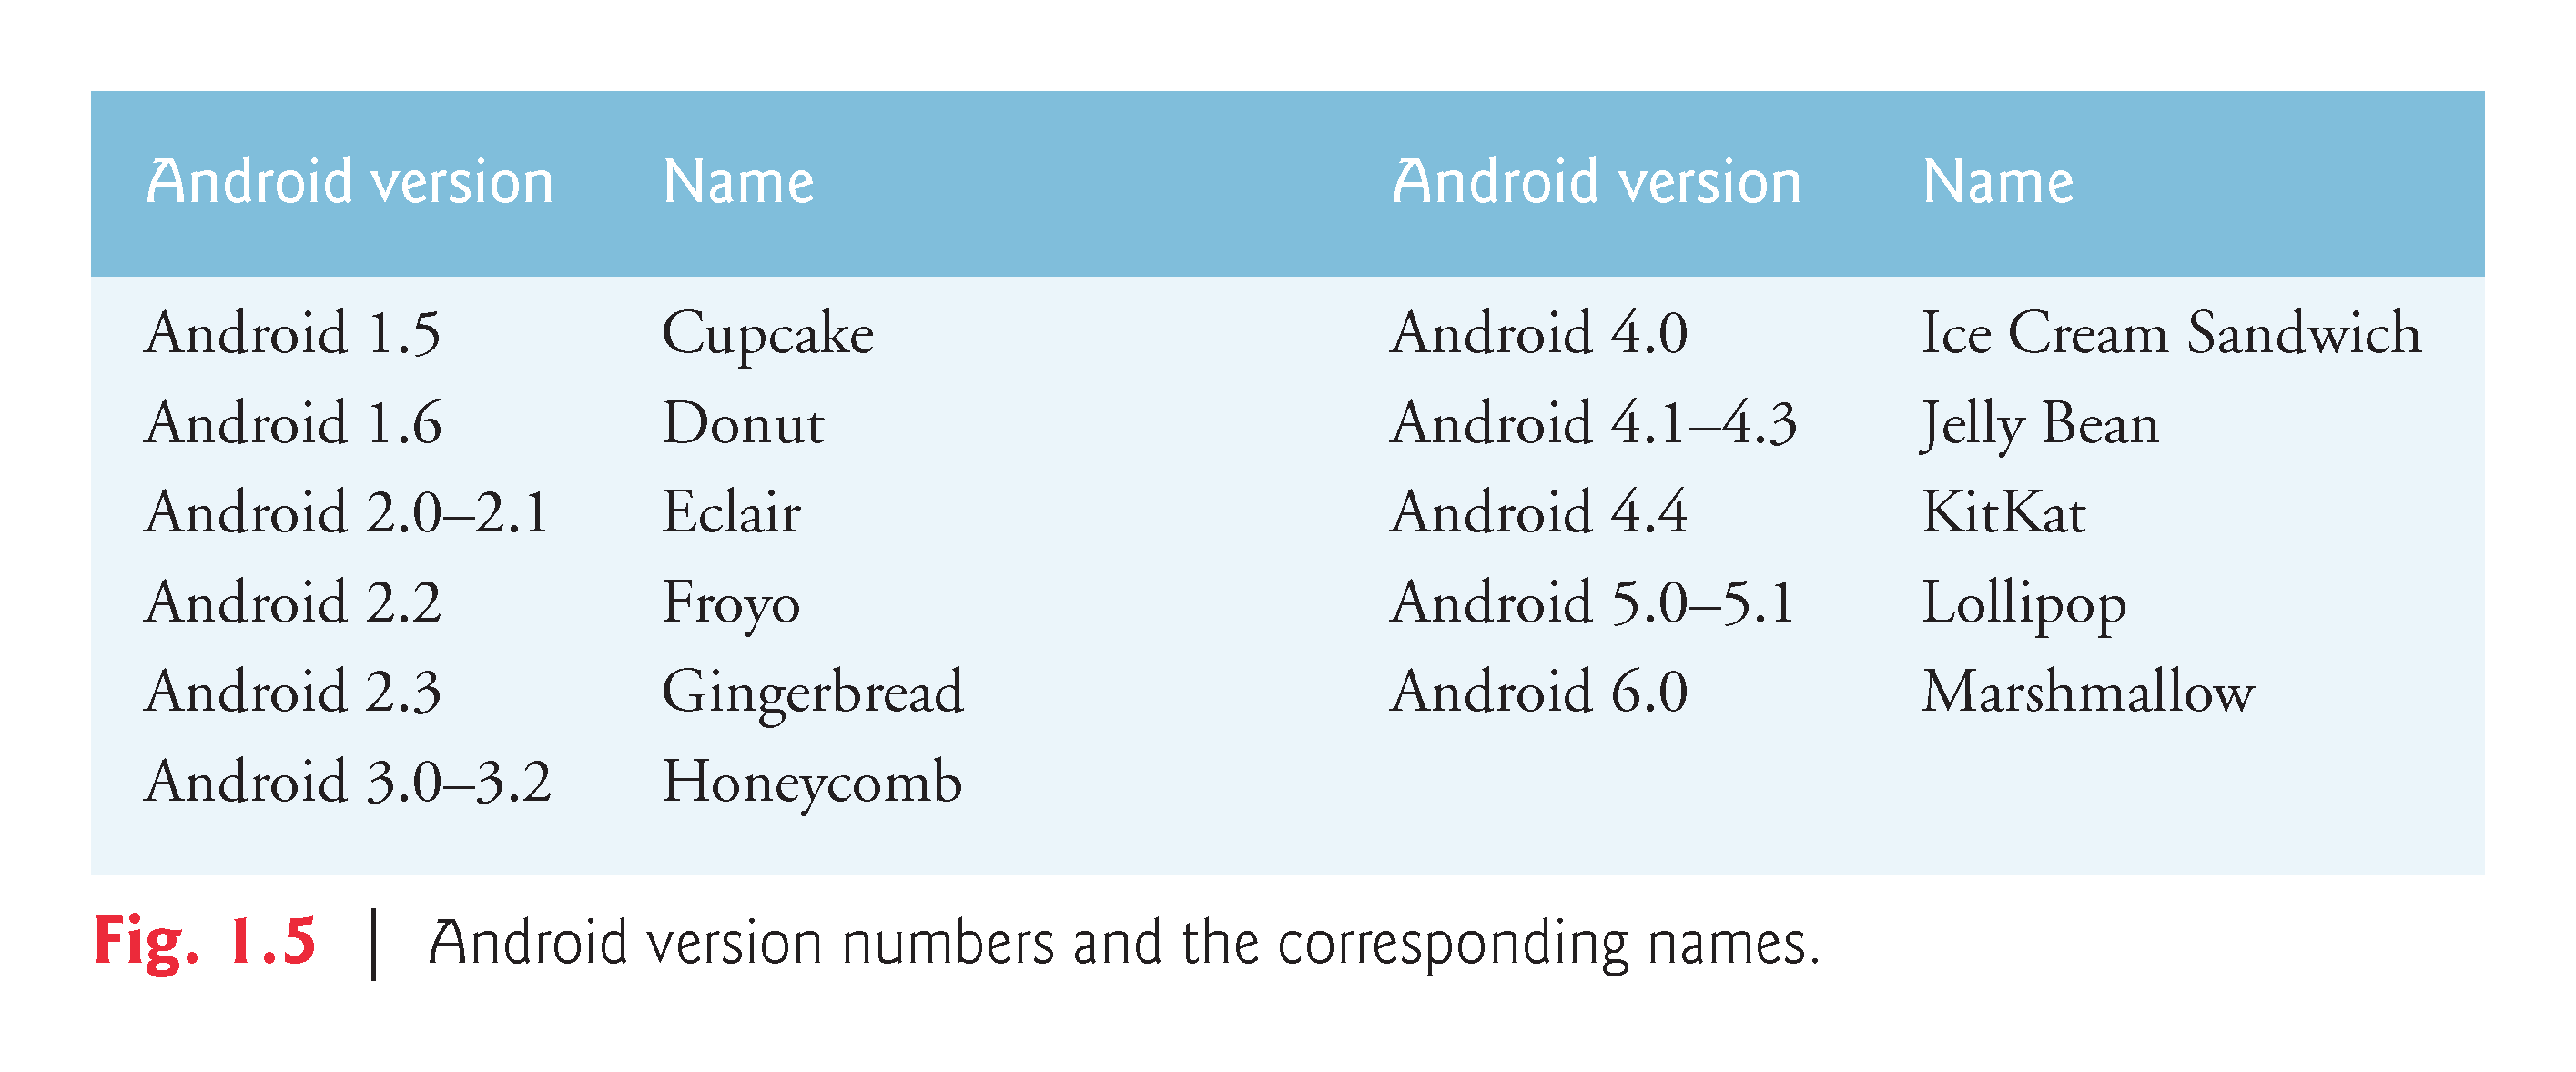 Android version Name Android version Name
Android 1.5 Cupcake Android 4.0 Ice Cream Sandwich
Android 1.6 Donut Android 4.1–4.3 Jelly Bean
Android 2.0–2.1 Eclair Android 4.4 KitKat
Android 2.2 Froyo Android 5.0–5.1 Lollipop
Android 2.3 Gingerbread Android 6.0 Marshmallow
Android 3.0–3.2 Honeycomb
Fig. 1.5 | Android version numbers and the corresponding names.